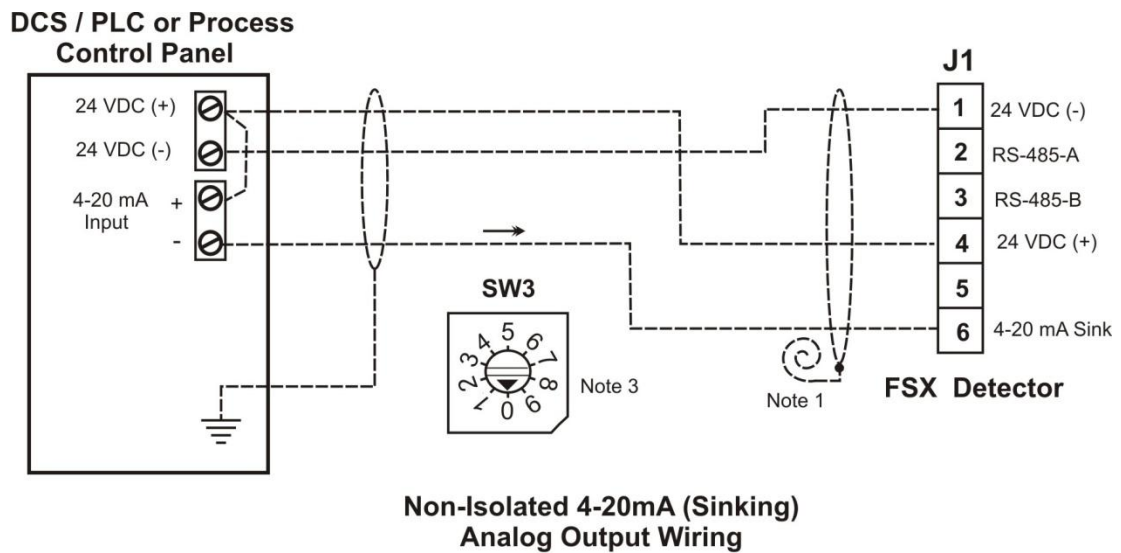 DCS / PLC or Process
Control Panel
24 VDC (+)
24 VDC (-)
4-20 mA +
Input
-
J1
1 24 VDC (-)
2 RS-485-A
3 RS-485-B
4 24 VDC (+)
5
6 4-20 mA Sink
FSX Detector
SW3
0 1 2 3 4 5 6 7 8 9
Note 3
Note 1
Non-Isolated 4-20mA (Sinking)
Analog Output Wiring